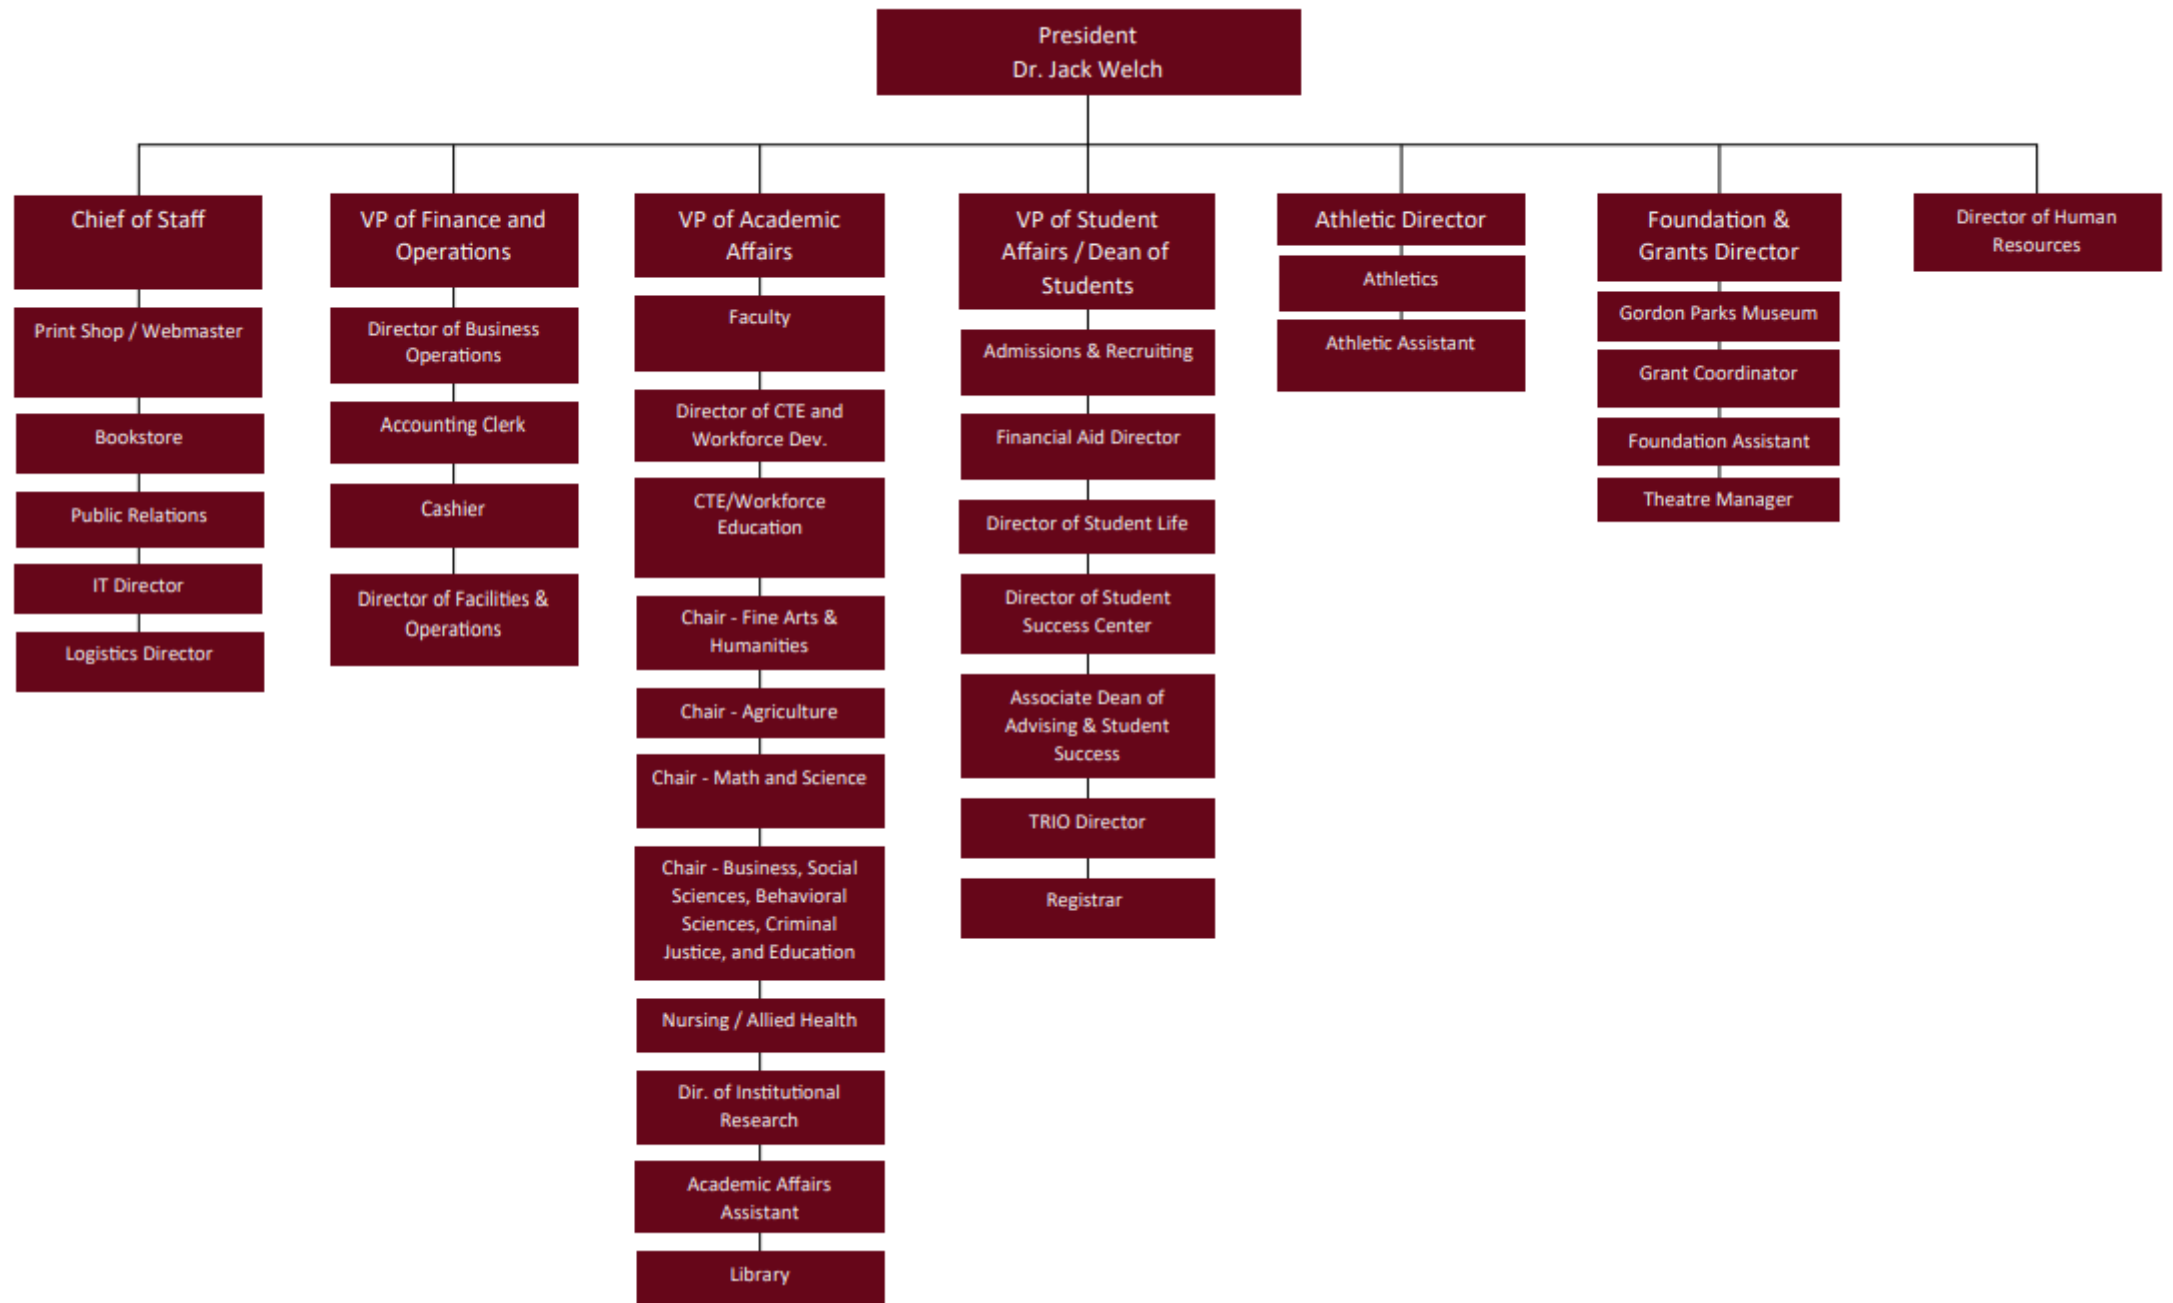 President
Dr. Jack Welch
Chief of Staff
Print Shop / Webmaster
Bookstore
Public Relations
IT Director
Logistics Director
VP of Finance and
Operations
Director of Business
Operations
Accounting Clerk
Cashier
Director of Facilities &
Operations
VP of Academic
Affairs
Faculty
Director of CTE and
Workforce Dev.
CTE/Workforce
Education
Chair - Fine Arts &
Humanities
Chair - Agriculture
Chair - Math and Science
Chair - Business, Social
Sciences, Behavioral
Sciences, Criminal
Justice, and Education
Nursing / Allied Health
Dir. of Institutional
Research
Academic Affairs
Assistant
Library
VP of Student
Affairs / Dean of
Students
Admissions & Recruiting
Financial Aid Director
Director of Student Life
Director of Student
Success Center
Associate Dean of
Advising & Student
Success
TRIO Director
Registrar
Athletic Director
Athletics
Athletic Assistant
Foundation &
Grants Director
Gordon Parks Museum
Grant Coordinator
Foundation Assistant
Theatre Manager
Director of Human
Resources